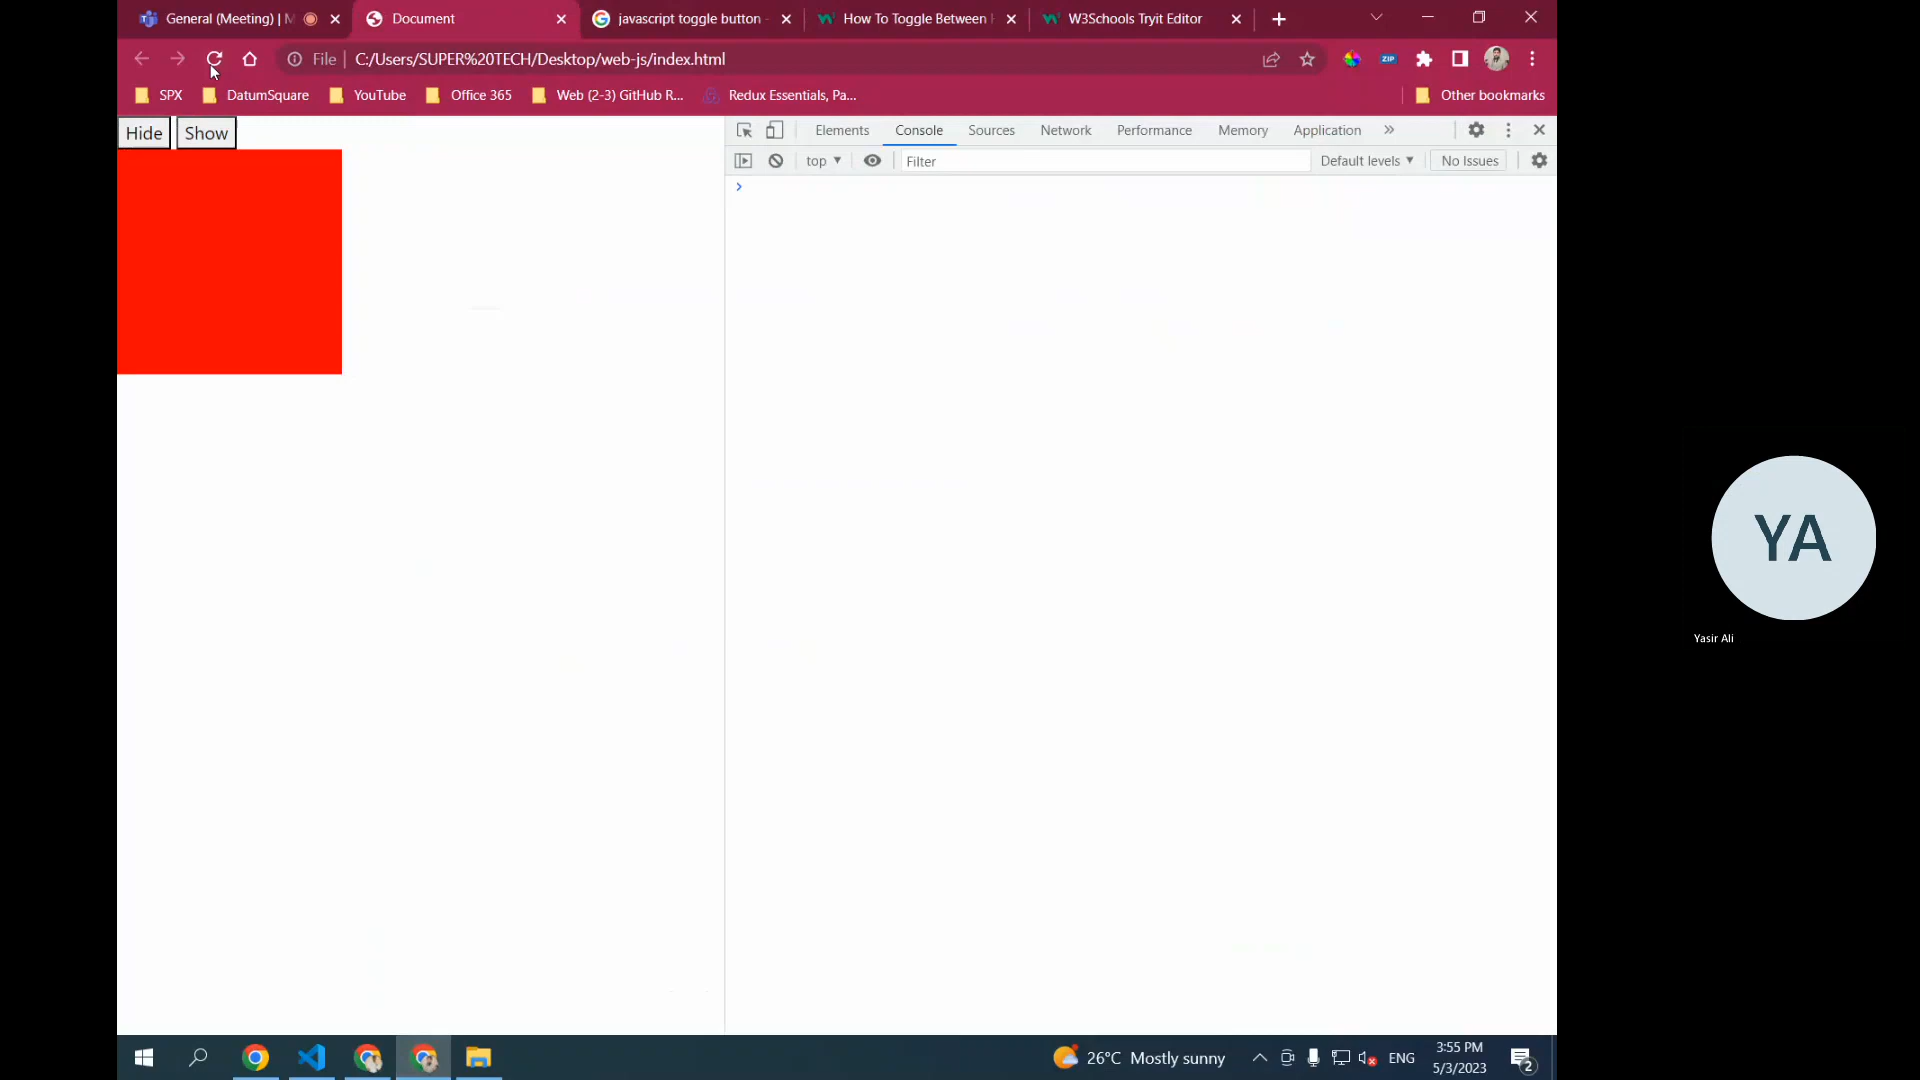 General (Meeting) | M
Document
javascript toggle button -
How To Toggle Between H
W3Schools Tryit Editor
File
C:/Users/SUPER%20TECH/Desktop/web-js/index.html
SPX
DatumSquare
YouTube
Office 365
Web (2-3) GitHub R...
Redux Essentials, Pa...
Other bookmarks
ZIP
Hide
Show
Elements
Console
Sources
Network
Performance
Memory
Application
top
Filter
Default levels
No Issues
YA
Yasir Ali
26°C Mostly sunny
ENG
3:55 PM
5/3/2023
2